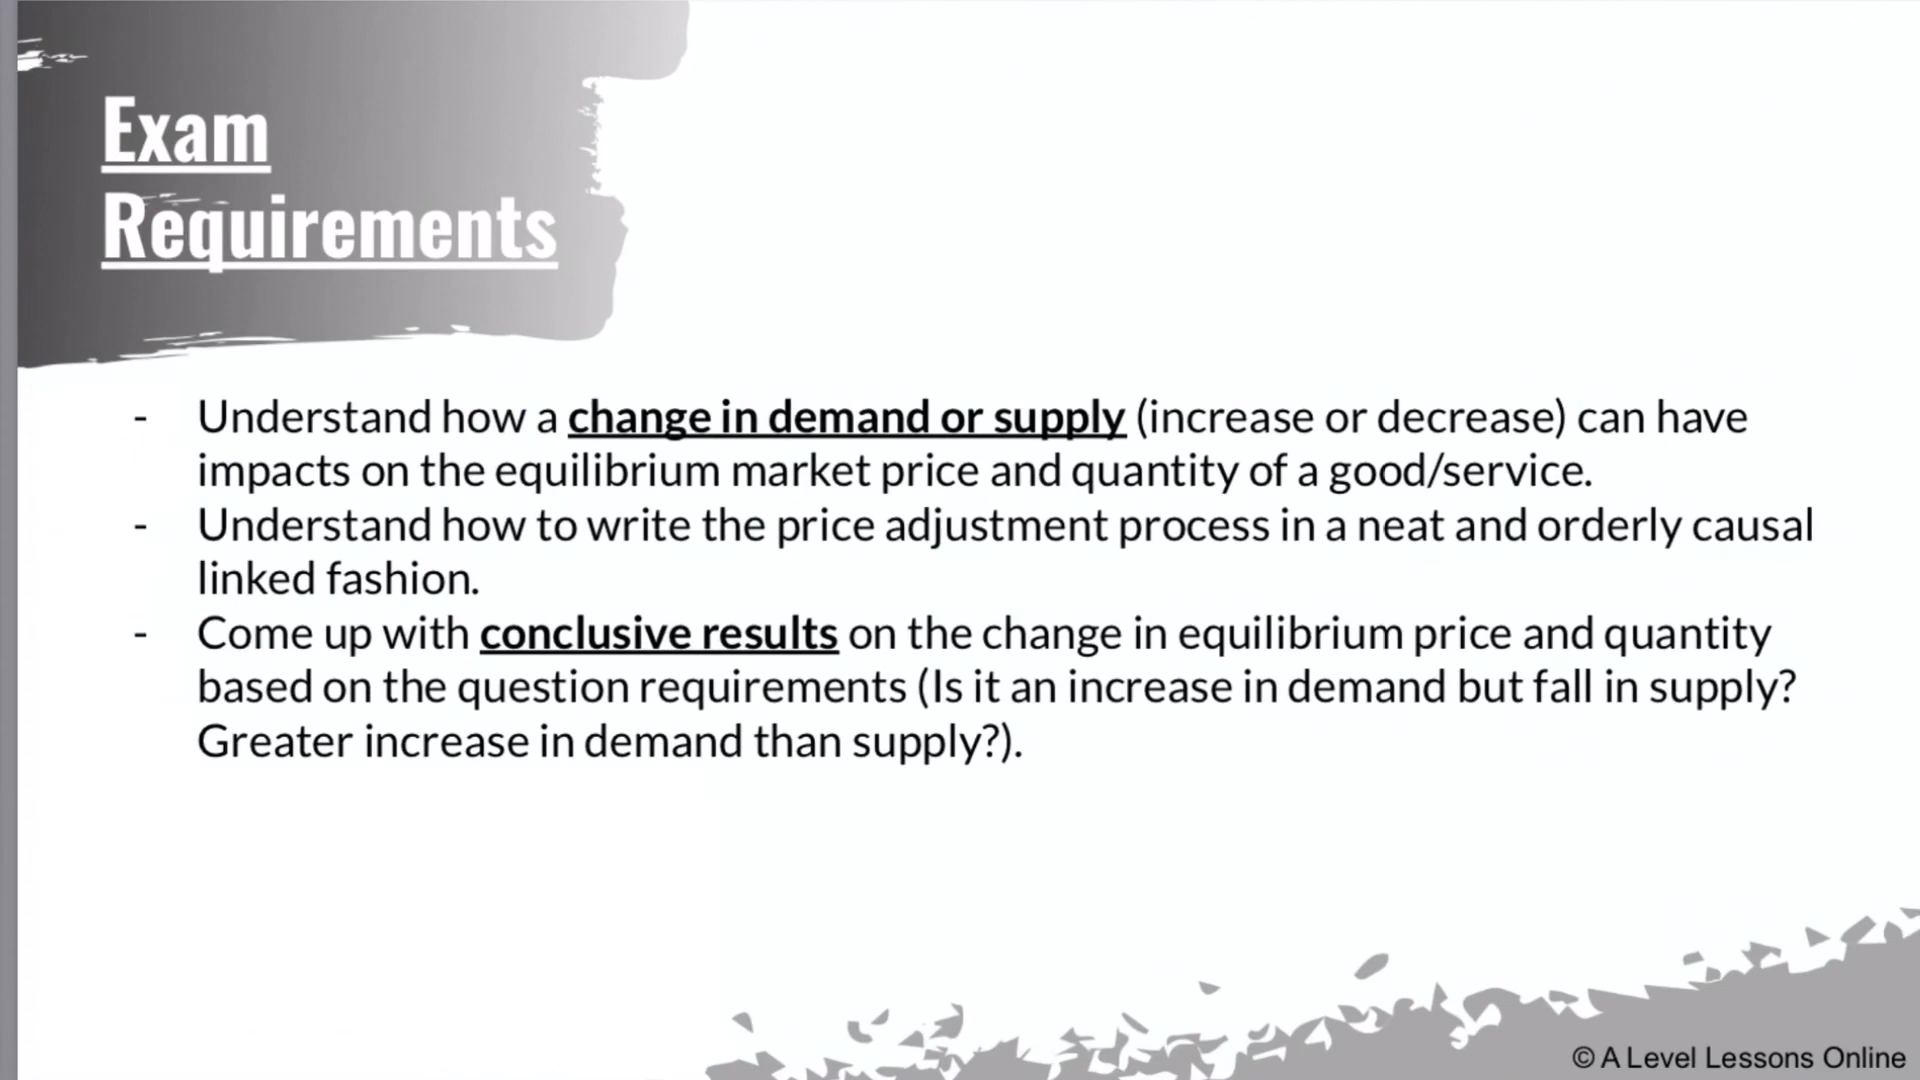 Exam
Requirements
- Understand how a change in demand or supply (increase or decrease) can have
impacts on the equilibrium market price and quantity of a good/service.
- Understand how to write the price adjustment process in a neat and orderly causal
linked fashion.
- Come up with conclusive results on the change in equilibrium price and quantity
based on the question requirements (Is it an increase in demand but fall in supply?
Greater increase in demand than supply?).
© A Level Lessons Online